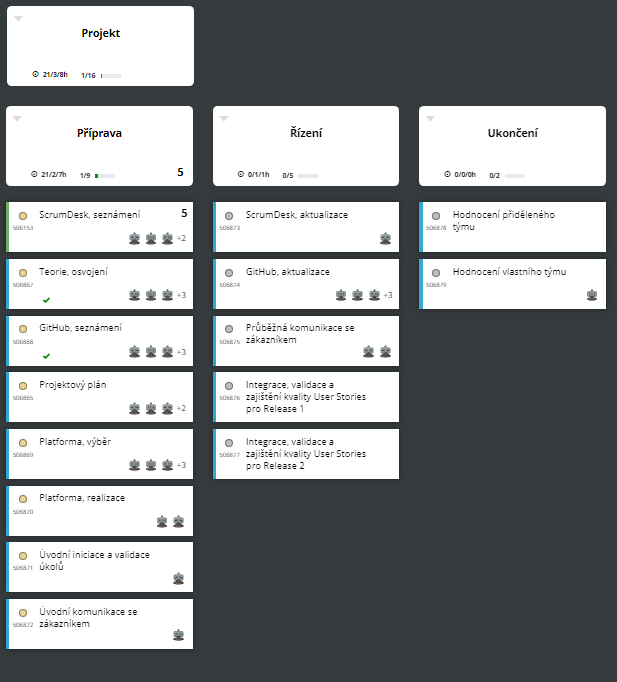 Projekt
21/3/8h 1/16
Příprava
21/2/7h 1/9 5
ScrumDesk, seznámení 5
506153
+2
Teorie, osvojení
506867
+3
GitHub, seznámení
506868
+3
Projektový plán
506865
+2
Platforma, výběr
506869
+3
Platforma, realizace
506870
Úvodní iniciace a validace
úkolů
506871
Úvodní komunikace se
zákazníkem
506872
Řízení
0/1/1h 0/5
ScrumDesk, aktualizace
506873
GitHub, aktualizace
506874
+3
Průběžná komunikace se
zákazníkem
506875
Integrace, validace a
zajištění kvality User Stories
pro Release 1
506876
Integrace, validace a
zajištění kvality User Stories
pro Release 2
506877
Ukončení
0/0/0h 0/2
Hodnocení přiděleného
týmu
506878
Hodnocení vlastního týmu
506879